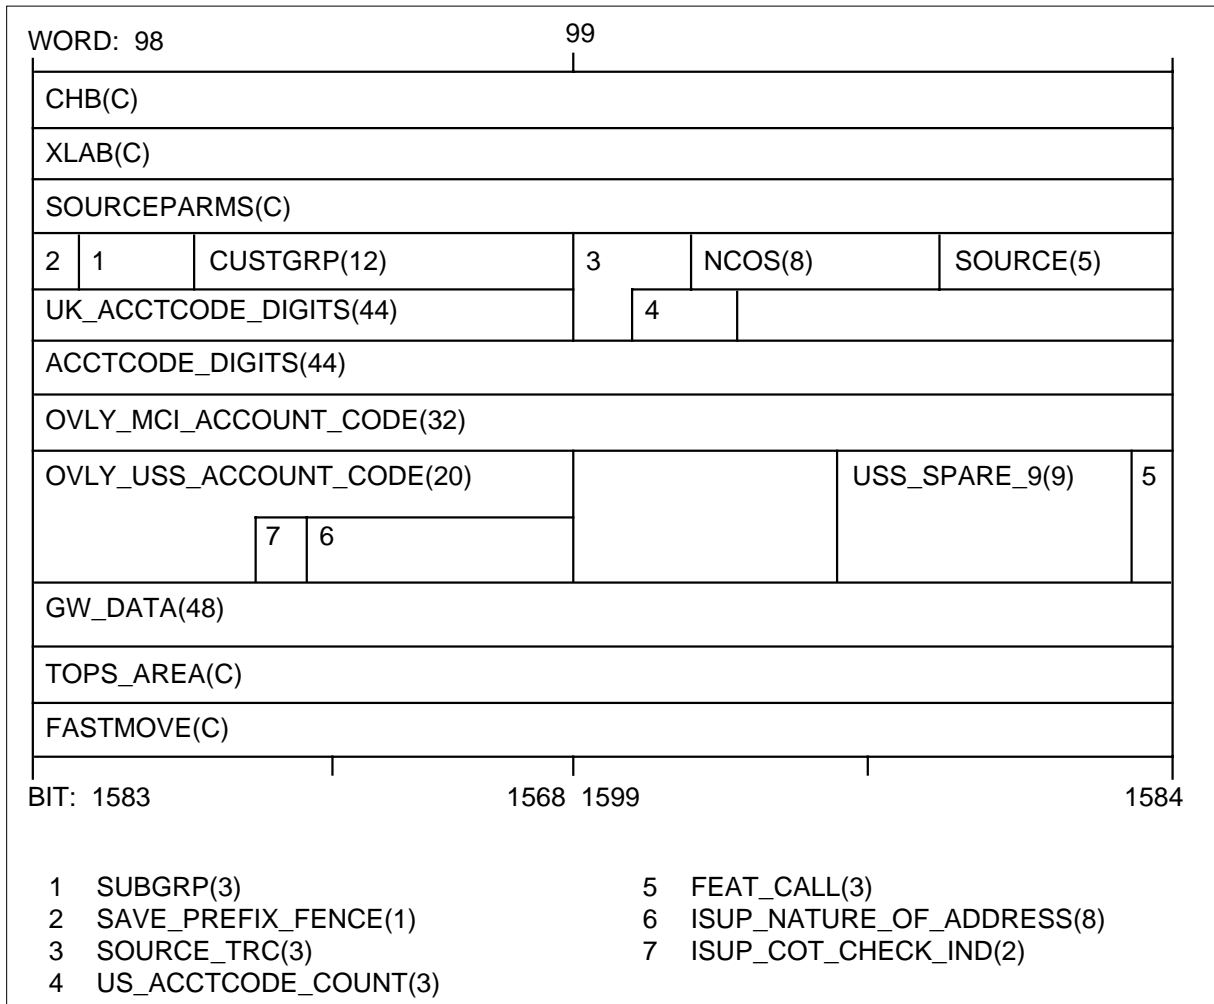 WORD: 98 99
CHB(C)
XLAB(C)
SOURCEPARMS(C)
2 1 CUSTGRP(12) 3 NCOS(8) SOURCE(5)
UK_ACCTCODE_DIGITS(44) 4
ACCTCODE_DIGITS(44)
OVLY_MCI_ACCOUNT_CODE(32)
OVLY_USS_ACCOUNT_CODE(20) USS_SPARE_9(9) 5
7 6
GW_DATA(48)
TOPS_AREA(C)
FASTMOVE(C)
BIT: 1583 1568 1599 1584
1 SUBGRP(3)
2 SAVE_PREFIX_FENCE(1)
3 SOURCE_TRC(3)
4 US_ACCTCODE_COUNT(3)
5 FEAT_CALL(3)
6 ISUP_NATURE_OF_ADDRESS(8)
7 ISUP_COT_CHECK_IND(2)